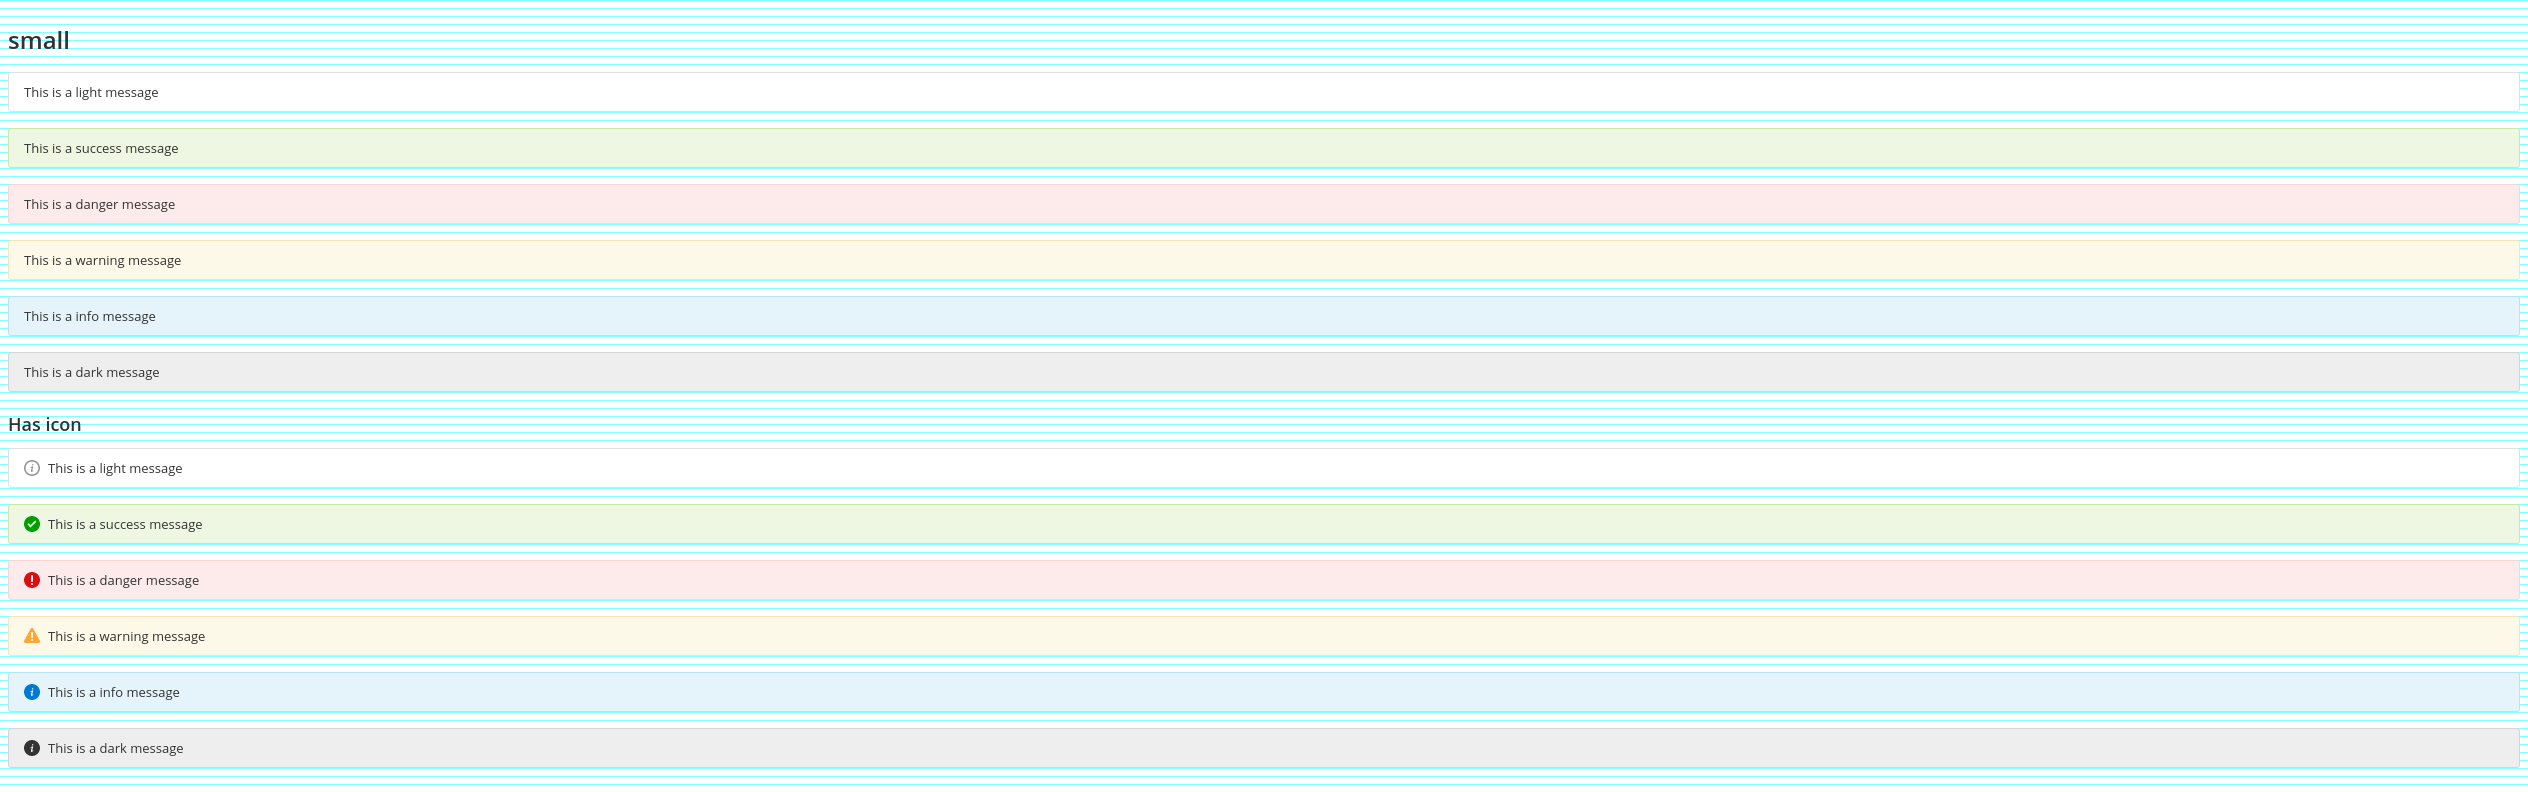 small
This is a light message
This is a success message
This is a danger message
This is a warning message
This is a info message
This is a dark message
Has icon
This is a light message
This is a success message
This is a danger message
This is a warning message
This is a info message
This is a dark message